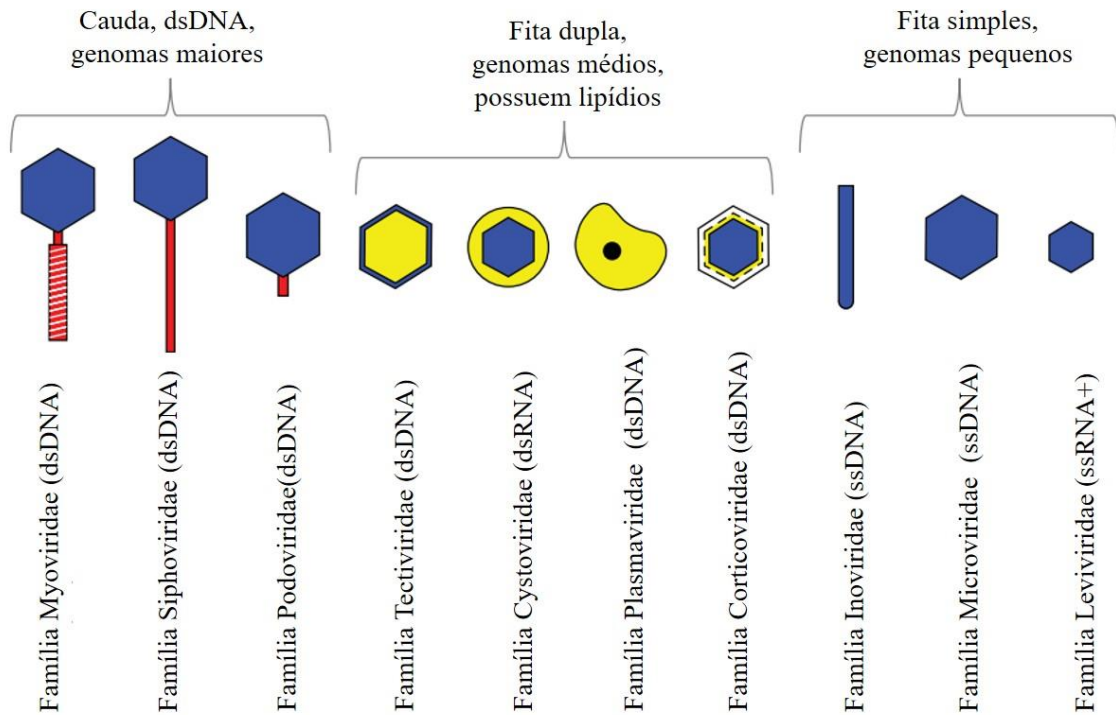 Cauda, dsDNA,
genomas maiores
Fita dupla,
genomas médios,
possuem lipídios
Fita simples,
genomas pequenos
Família Myoviridae (dsDNA)
Família Siphoviridae (dsDNA)
Família Podoviridae(dsDNA)
Família Tectiviridae (dsDNA)
Família Cystoviridae (dsRNA)
Família Plasmaviridae (dsDNA)
Família Corticoviridae (dsDNA)
Família Inoviridae (ssDNA)
Família Microviridae (ssDNA)
Família Leviviridae (ssRNA+)